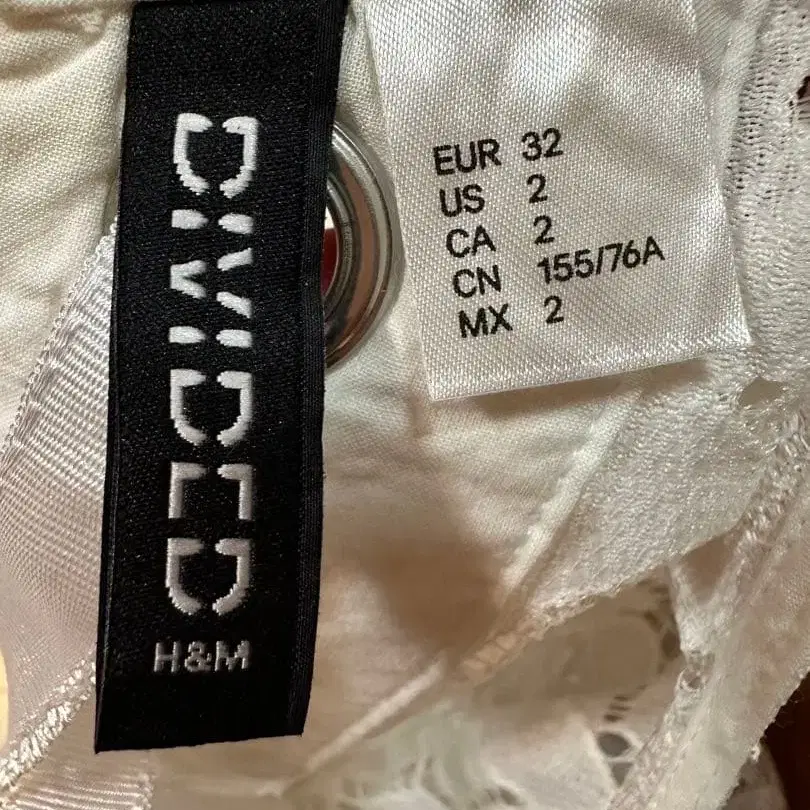 DIVIDED
H&M
EUR 32
US 2
CA 2
CN 155/76A
MX 2